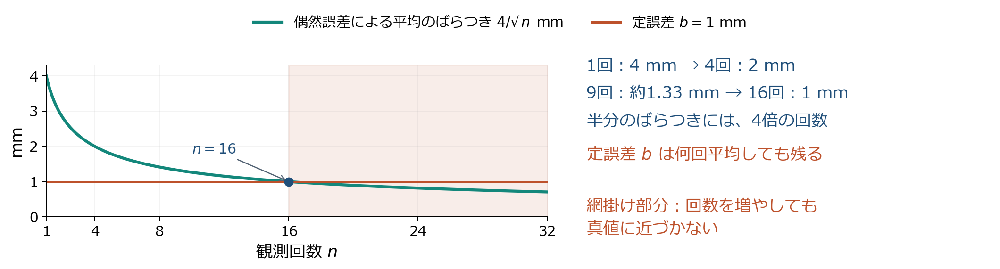 偶然誤差による平均のばらつき 4/√n mm
定誤差 b = 1 mm
4
3
2
1
0
mm
n = 16
1
4
8
16
24
32
観測回数 n
1回：4 mm → 4回：2 mm
9回：約1.33 mm → 16回：1 mm
半分のばらつきには、4倍の回数
定誤差 b は何回平均しても残る
網掛け部分：回数を増やしても
真値に近づかない